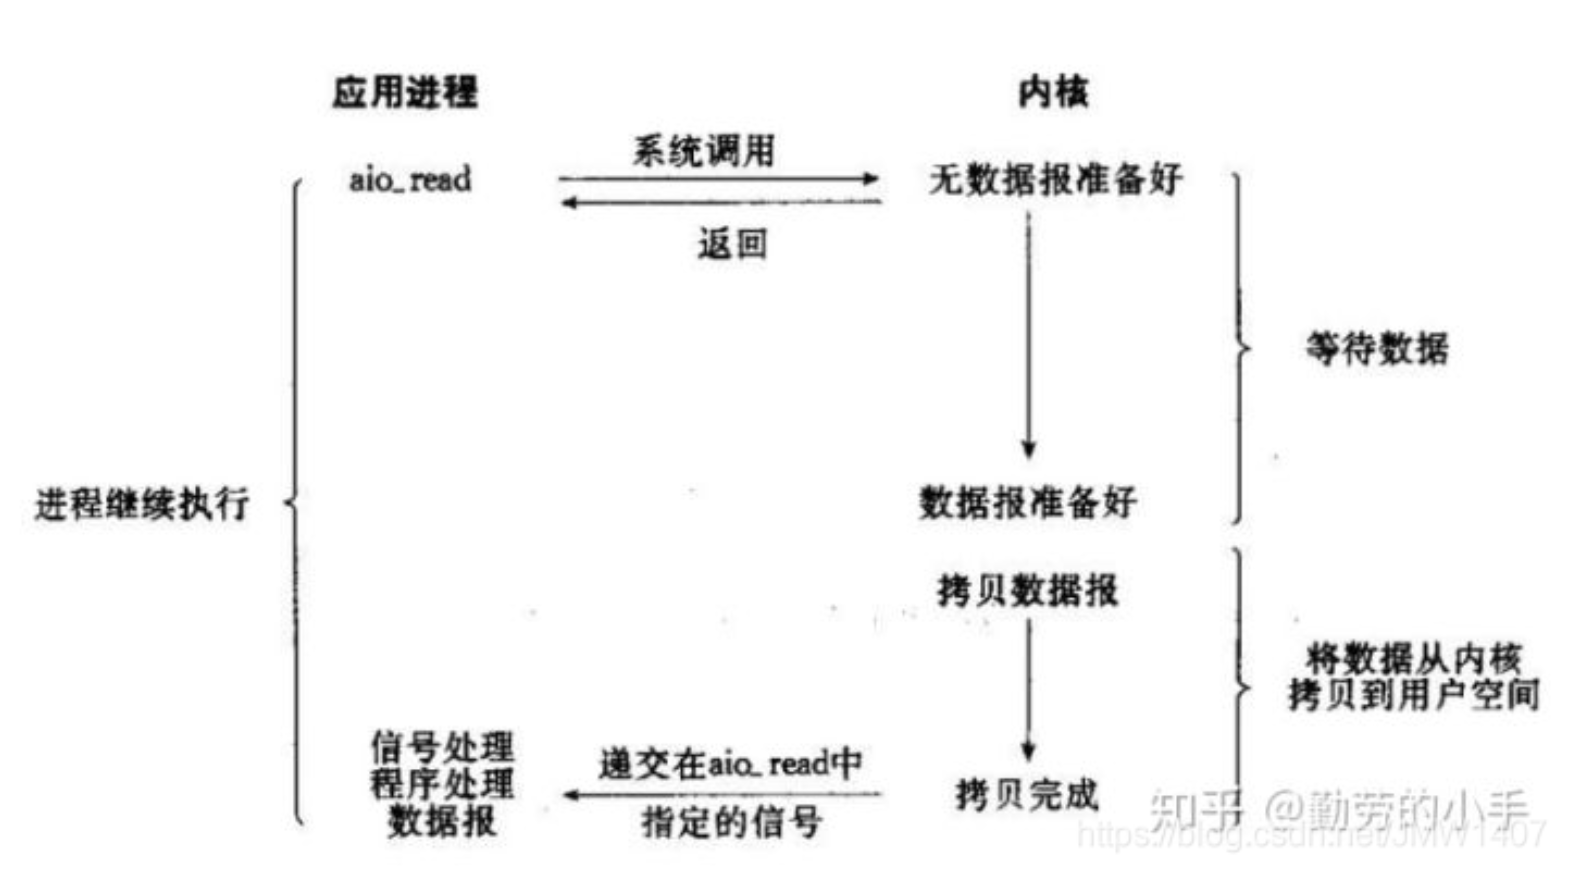 应用进程
内核
aio_read
系统调用
无数据报准备好
返回
等待数据
进程继续执行
数据报准备好
拷贝数据报
将数据从内核
拷贝到用户空间
信号处理
程序处理
数据报
递交在aio_read中
指定的信号
拷贝完成
知乎 @勤劳的小手
https://blog.csdn.net/JMW1407